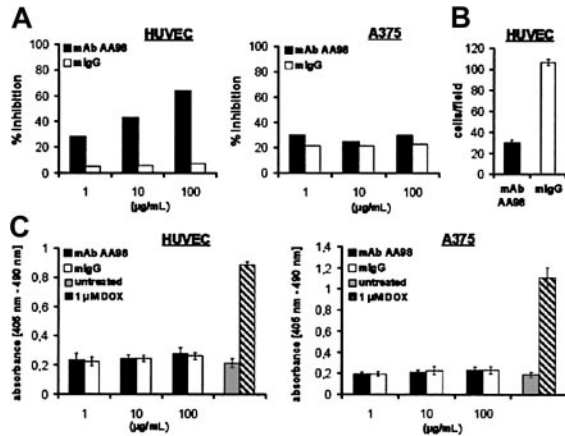 A
HUVEC
mAb AA98
mIgG
% inhibition
100
80
60
40
20
0
1 10 100
(µg/mL)
A375
mAb AA98
mIgG
% inhibition
100
80
60
40
20
0
1 10 100
(µg/mL)
B
HUVEC
cells/field
120
100
80
60
40
20
0
mAb mIgG
AA98
C
HUVEC
mAb AA98
mIgG
untreated
1 µM DOX
absorbance [405 nm - 490 nm]
1
0,8
0,6
0,4
0,2
0
1 10 100
(µg/mL)
A375
mAb AA98
mIgG
untreated
1 µM DOX
absorbance [405 nm - 490 nm]
1,4
1,2
1
0,8
0,6
0,4
0,2
0
1 10 100
(µg/mL)